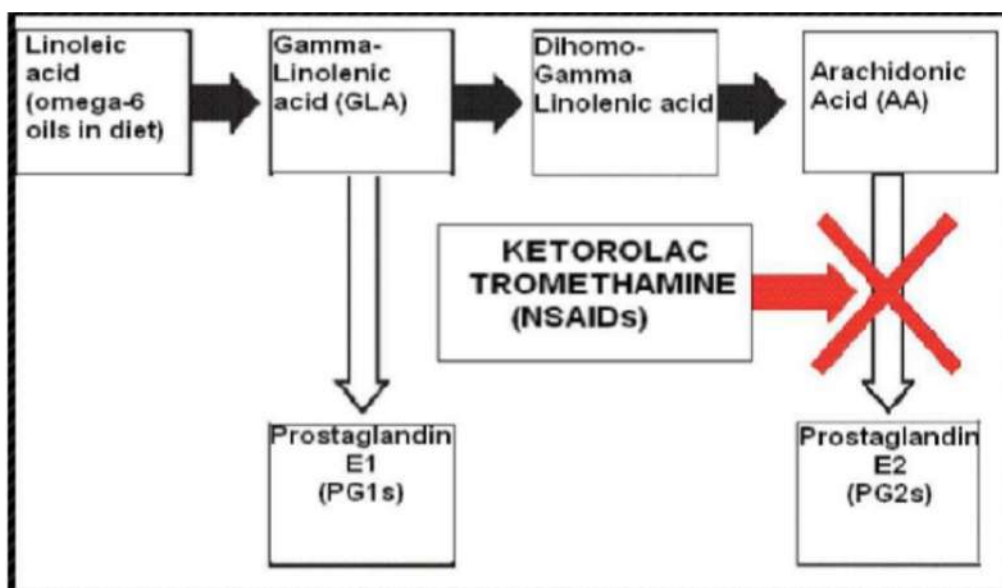 Linoleic
acid
(omega-6
oils in diet)
Gamma-
Linolenic
acid (GLA)
Dihomo-
Gamma
Linolenic acid
Arachidonic
Acid (AA)
KETOROLAC
TROMETHAMINE
(NSAIDs)
Prostaglandin
E1
(PG1s)
Prostaglandin
E2
(PG2s)